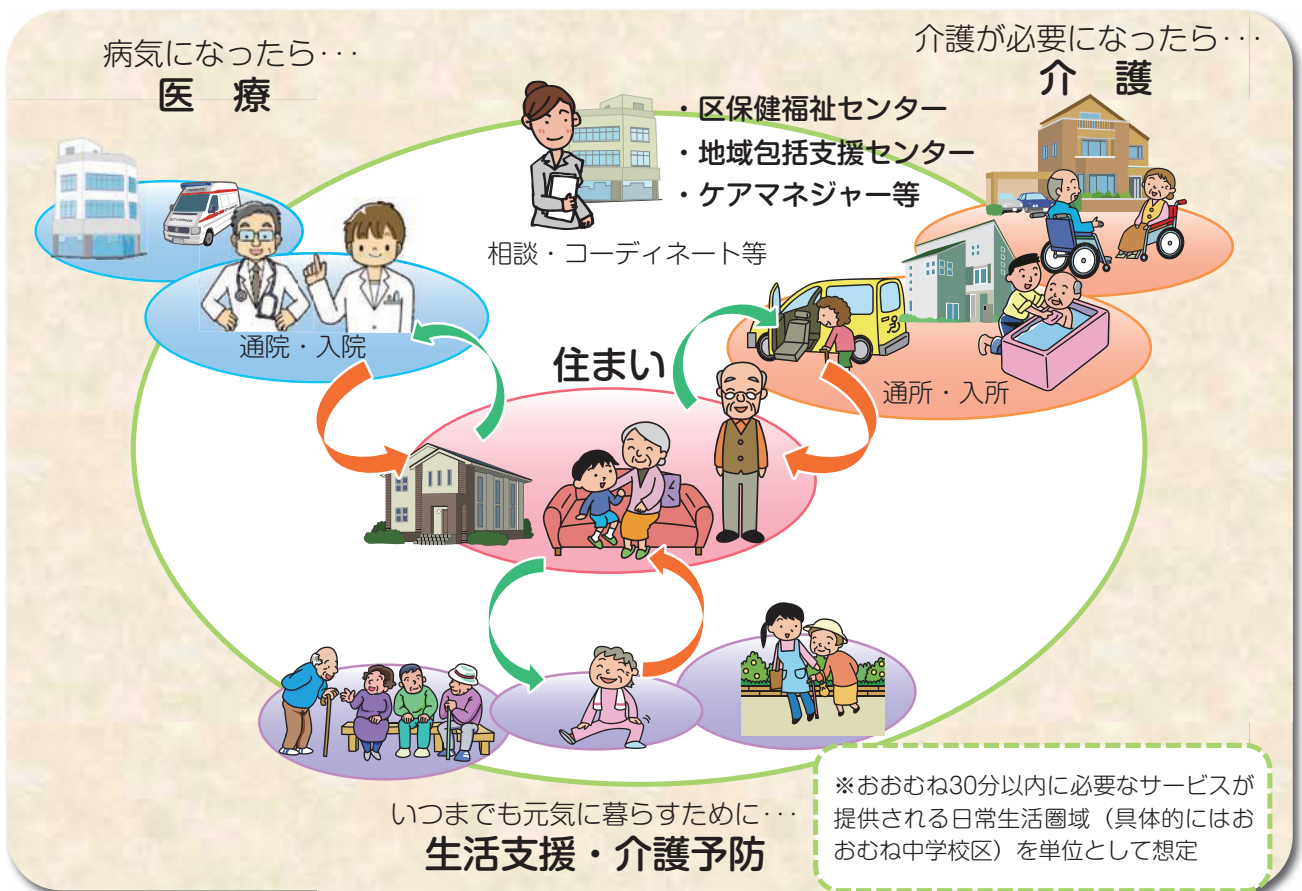 病気になったら･･･
医　療
介護が必要になったら･･･
介　護
・区保健福祉センター
・地域包括支援センター
・ケアマネジャー等
相談・コーディネート等
通院・入院
住まい
通所・入所
いつまでも元気に暮らすために･･･
生活支援・介護予防
※おおむね30分以内に必要なサービスが
提供される日常生活圏域（具体的にはお
おむね中学校区）を単位として想定